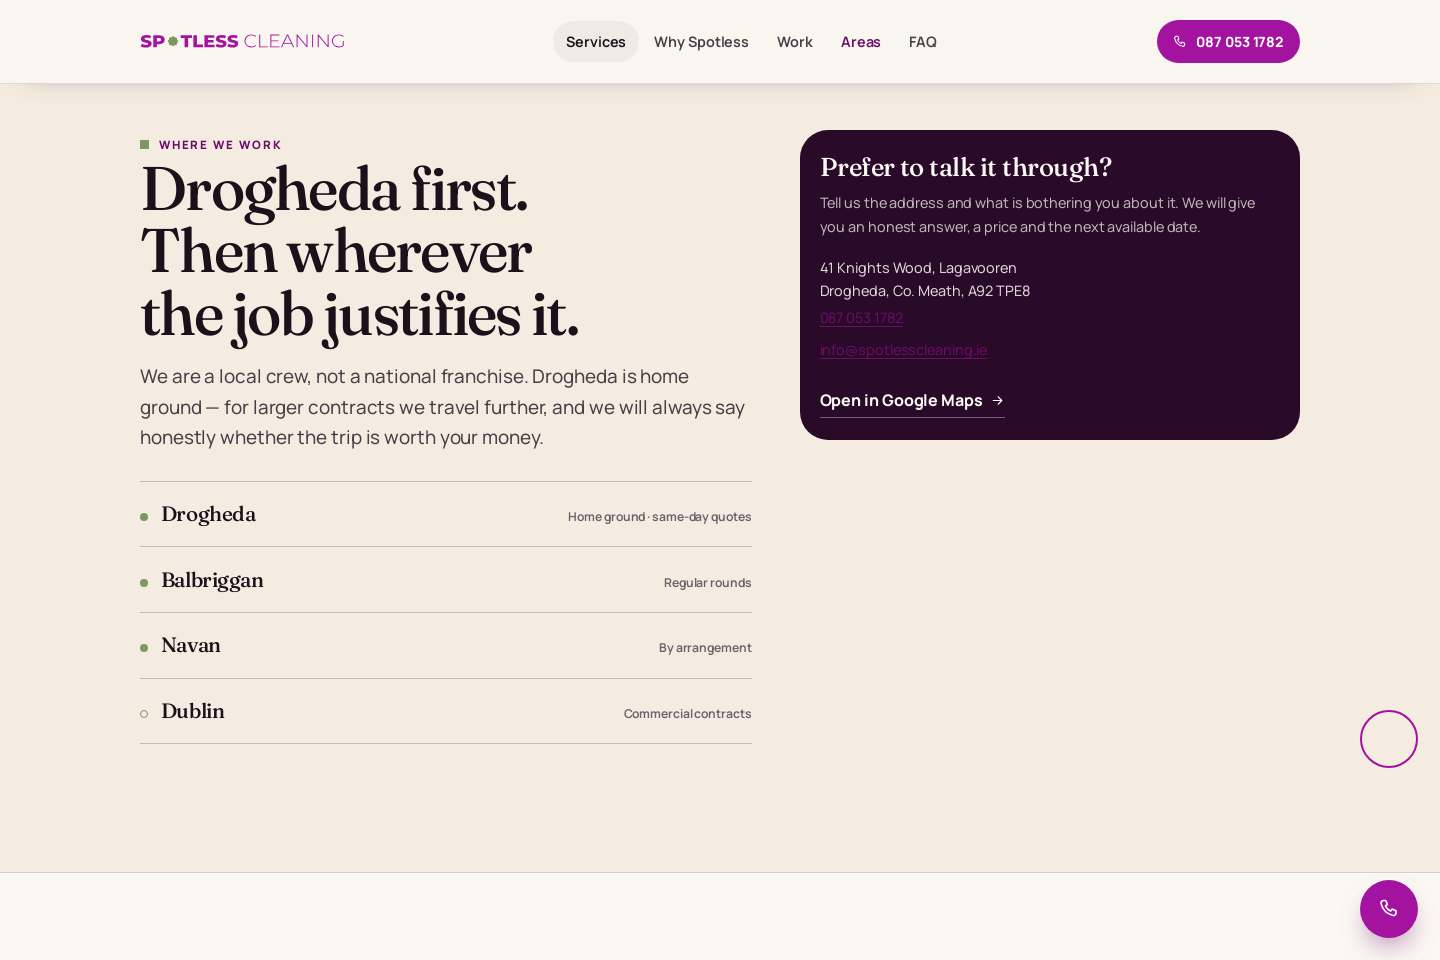 SPOTLESS CLEANING
Services
Why Spotless
Work
Areas
FAQ
087 053 1782
WHERE WE WORK
Drogheda first.
Then wherever
the job justifies it.
We are a local crew, not a national franchise. Drogheda is home
ground — for larger contracts we travel further, and we will always say
honestly whether the trip is worth your money.
Drogheda
Home ground · same-day quotes
Balbriggan
Regular rounds
Navan
By arrangement
Dublin
Commercial contracts
Prefer to talk it through?
Tell us the address and what is bothering you about it. We will give
you an honest answer, a price and the next available date.
41 Knights Wood, Lagavooren
Drogheda, Co. Meath, A92 TPE8
087 053 1782
info@spotlesscleaning.ie
Open in Google Maps →